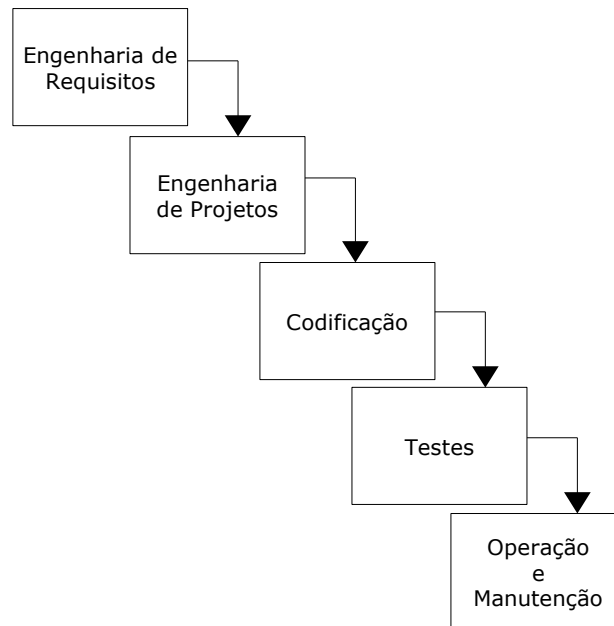 Engenharia de
Requisitos
Engenharia
de Projetos
Codificação
Testes
Operação
e
Manutenção